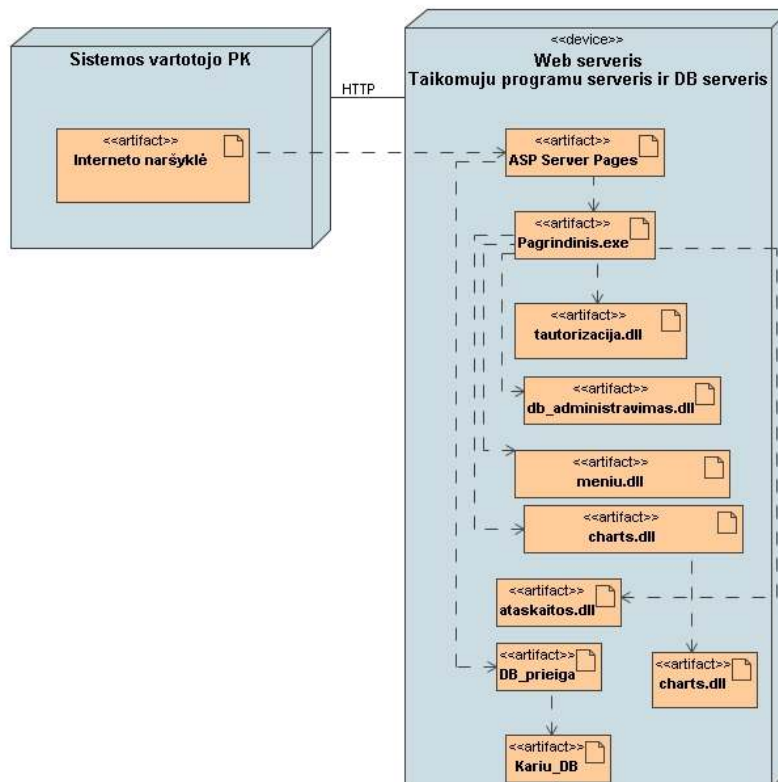 Sistemos vartotojo PK
<<artifact>>
Interneto naršyklė
HTTP
<<device>>
Web serveris
Taikomuju programu serveris ir DB serveris
<<artifact>>
ASP Server Pages
<<artifact>>
Pagrindinis.exe
<<artifact>>
tautorizacija.dll
<<artifact>>
db_administravimas.dll
<<artifact>>
meniu.dll
<<artifact>>
charts.dll
<<artifact>>
ataskaitos.dll
<<artifact>>
DB_prieiga
<<artifact>>
charts.dll
<<artifact>>
Kariu_DB